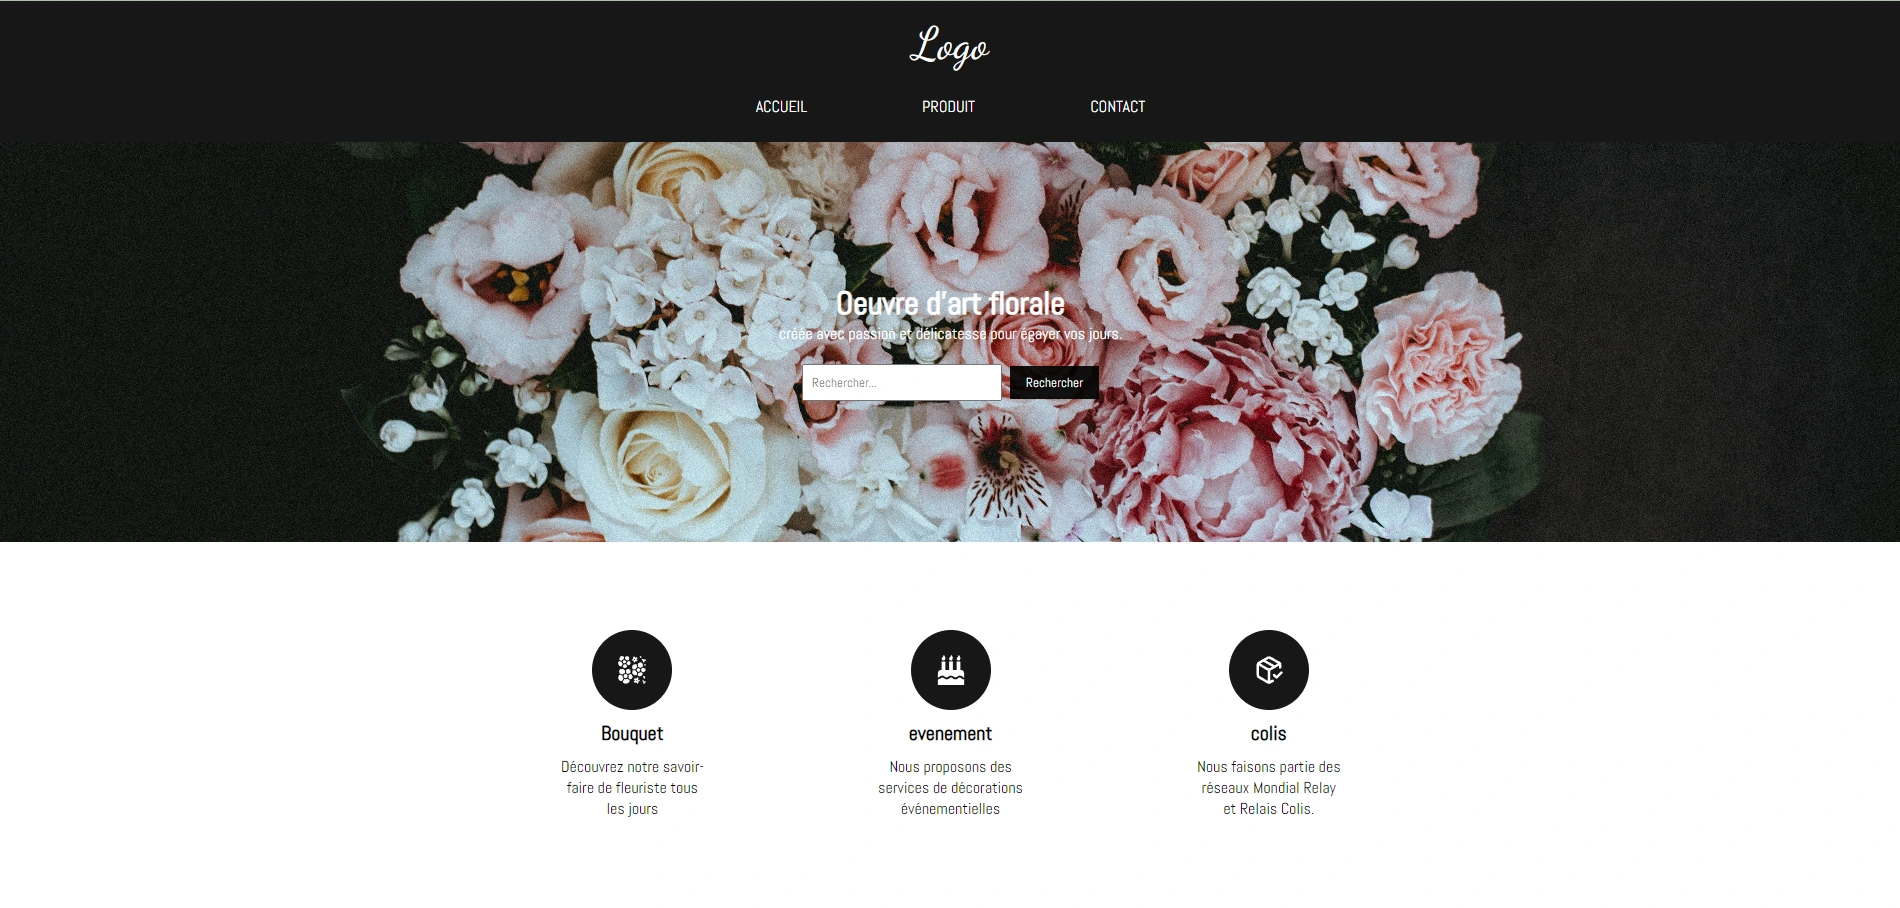 Logo
ACCUEIL PRODUIT CONTACT
Oeuvre d'art florale
créée avec passion et délicatesse pour égayer vos jours.
Rechercher... Rechercher
Bouquet
Découvrez notre savoir-
faire de fleuriste tous
les jours
evenement
Nous proposons des
services de décorations
événementielles
colis
Nous faisons partie des
réseaux Mondial Relay
et Relais Colis.